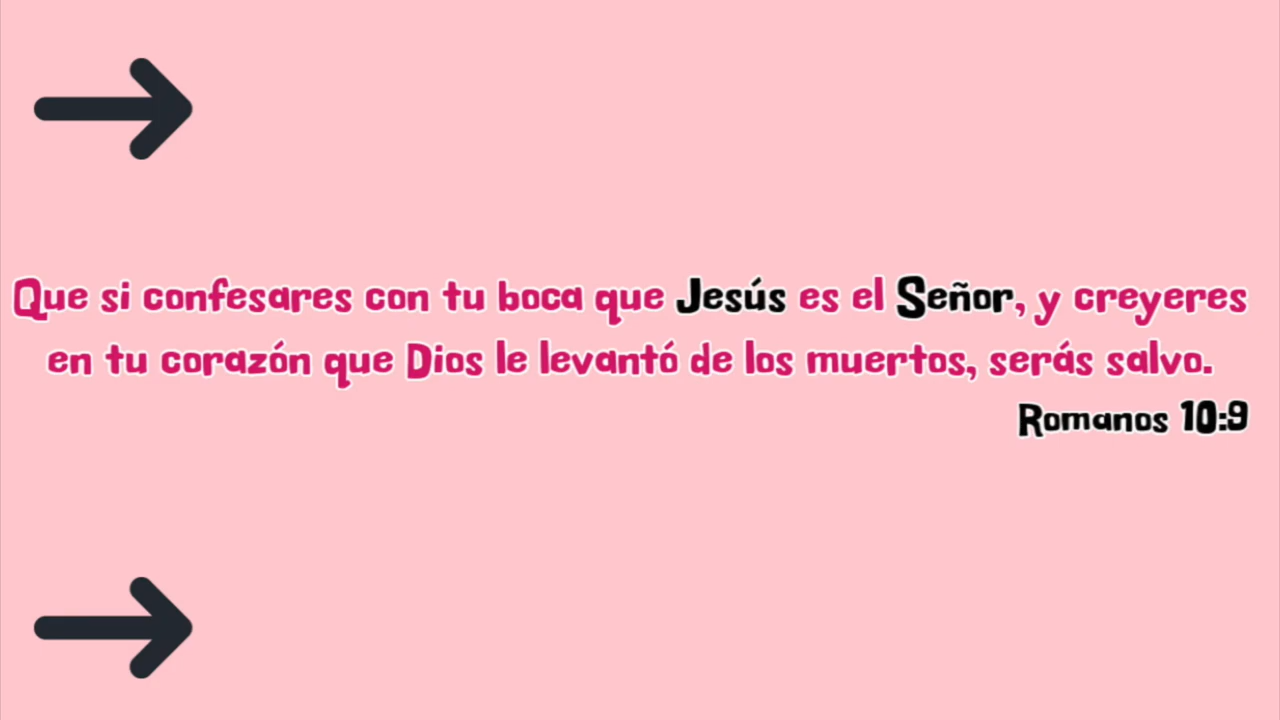 Que si confesares con tu boca que Jesús es el Señor, y creyeres
en tu corazón que Dios le levantó de los muertos, serás salvo.
Romanos 10:9